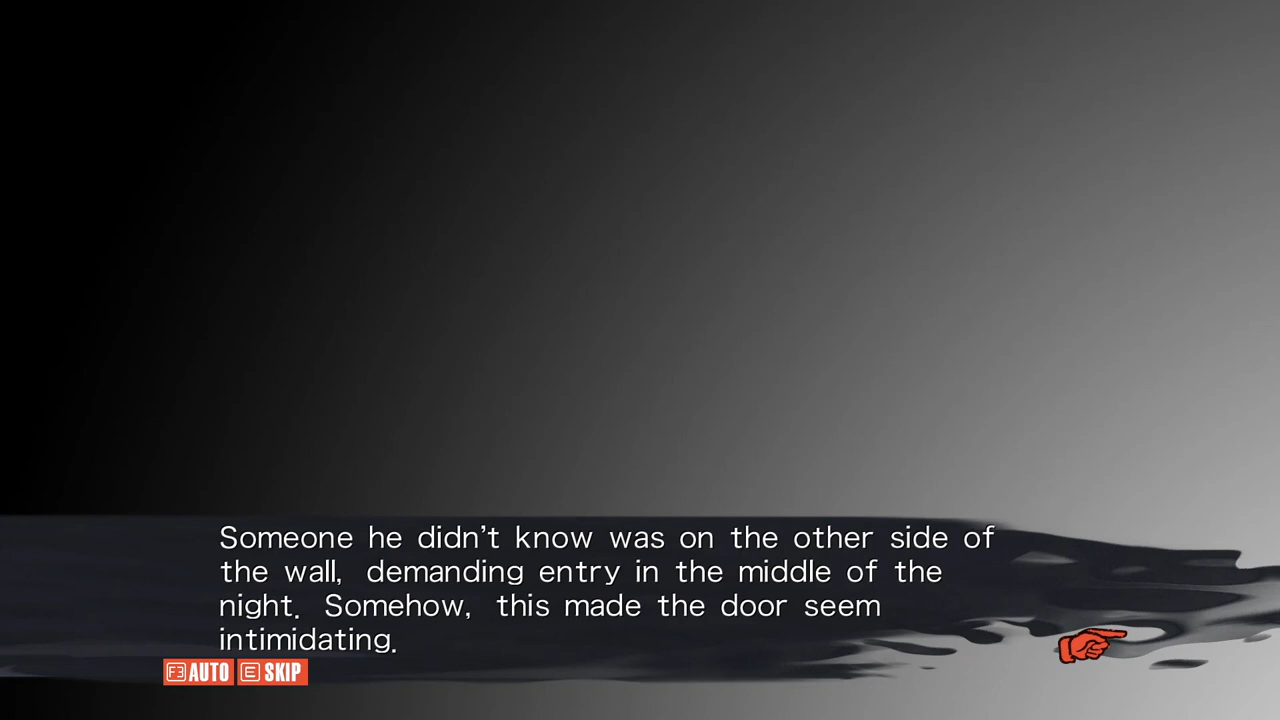 Someone he didn't know was on the other side of
the wall, demanding entry in the middle of the
night. Somehow, this made the door seem
intimidating.
F3 AUTO E SKIP